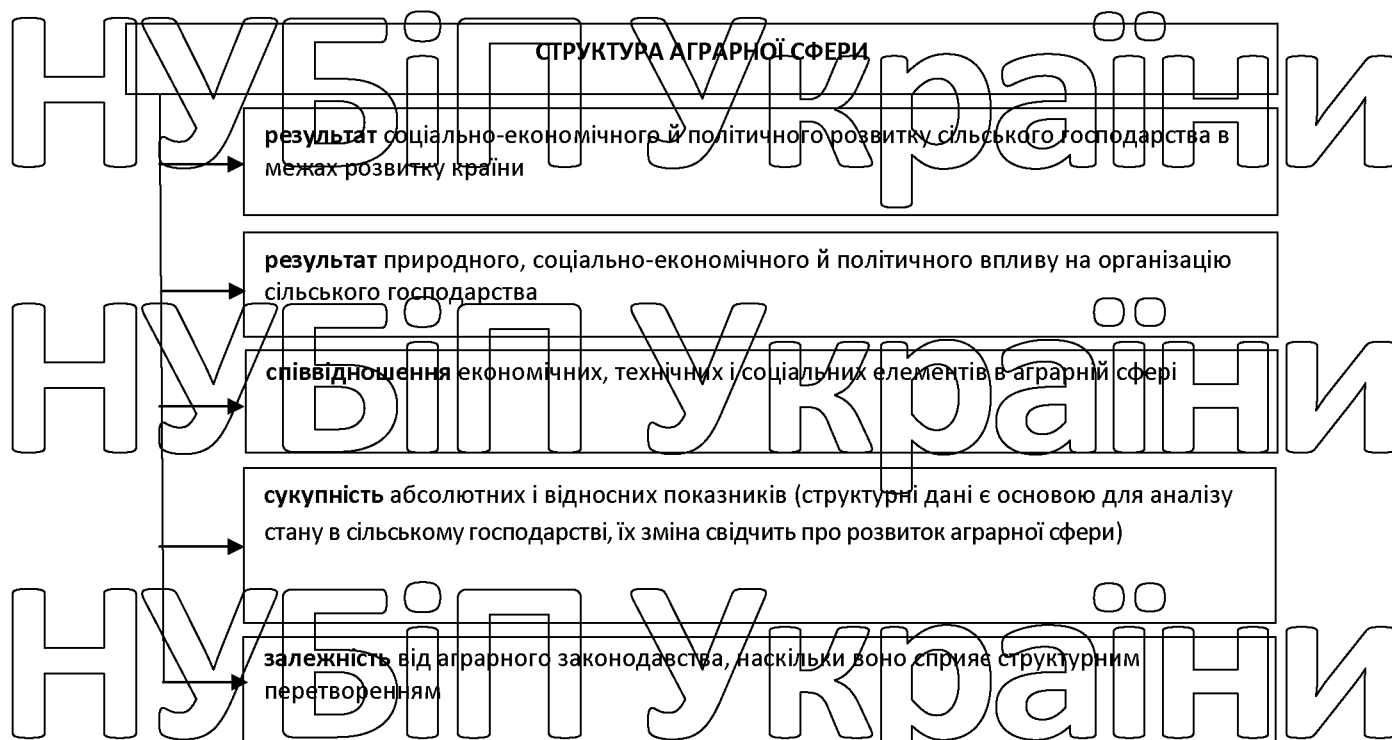 НУБіП України
СТРУКТУРА АГРАРНОЇ СФЕРИ
результат соціально-економічного й політичного розвитку сільського господарства в
межах розвитку країни
результат природного, соціально-економічного й політичного впливу на організацію
сільського господарства
НУБіП України
співвідношення економічних, технічних і соціальних елементів в аграрній сфері
сукупність абсолютних і відносних показників (структурні дані є основою для аналізу
стану в сільському господарстві, їх зміна свідчить про розвиток аграрної сфери)
НУБіП України
залежність від аграрного законодавства, наскільки воно сприяє структурним
перетворенням